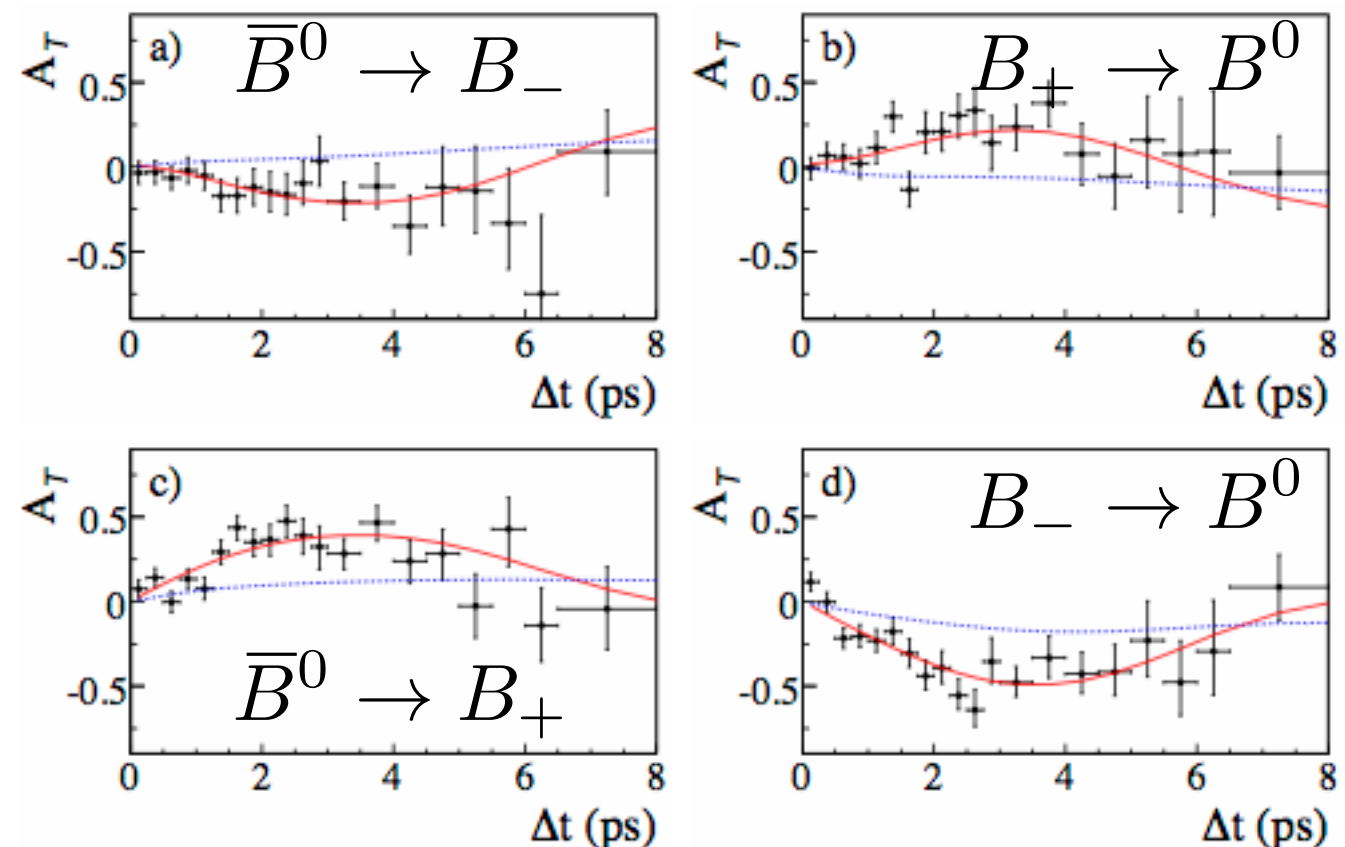 a) B̅⁰ → B₋
A_T
0.5
0
-0.5
0 2 4 6 8
Δt (ps)
b) B₊ → B⁰
A_T
0.5
0
-0.5
0 2 4 6 8
Δt (ps)
c)
A_T
0.5
0
-0.5
B̅⁰ → B₊
0 2 4 6 8
Δt (ps)
d) B₋ → B⁰
A_T
0.5
0
-0.5
0 2 4 6 8
Δt (ps)